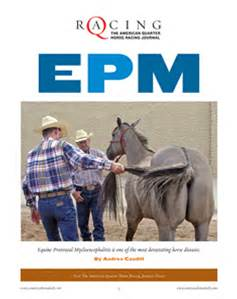 RACING
THE AMERICAN QUARTER
HORSE RACING JOURNAL
EPM
Equine Protozoal Myeloencephalitis is one of the most devastating horse diseases.
By Andrea Caudill